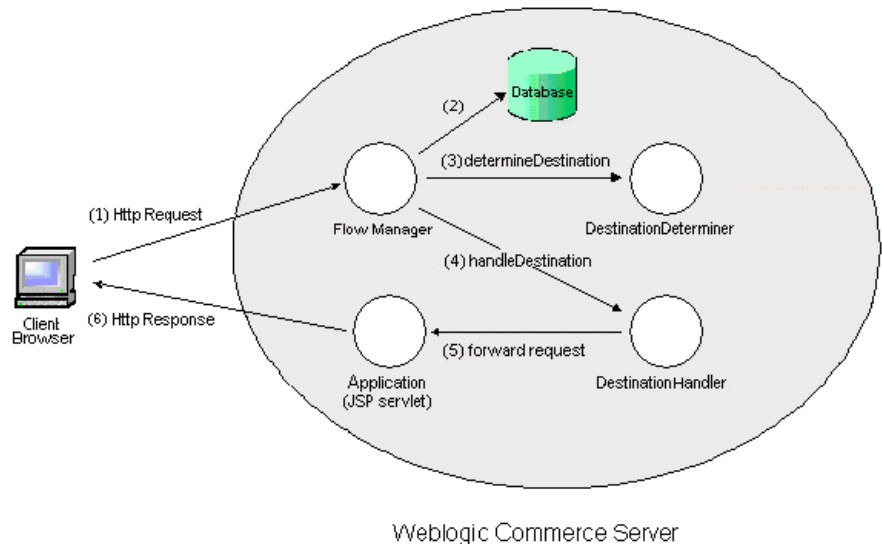 Database
(2)
(3) determineDestination
(1) Http Request
Flow Manager
DestinationDeterminer
(4) handleDestination
Client
Browser
(6) Http Response
(5) forward request
Application
(JSP servlet)
DestinationHandler
Weblogic Commerce Server